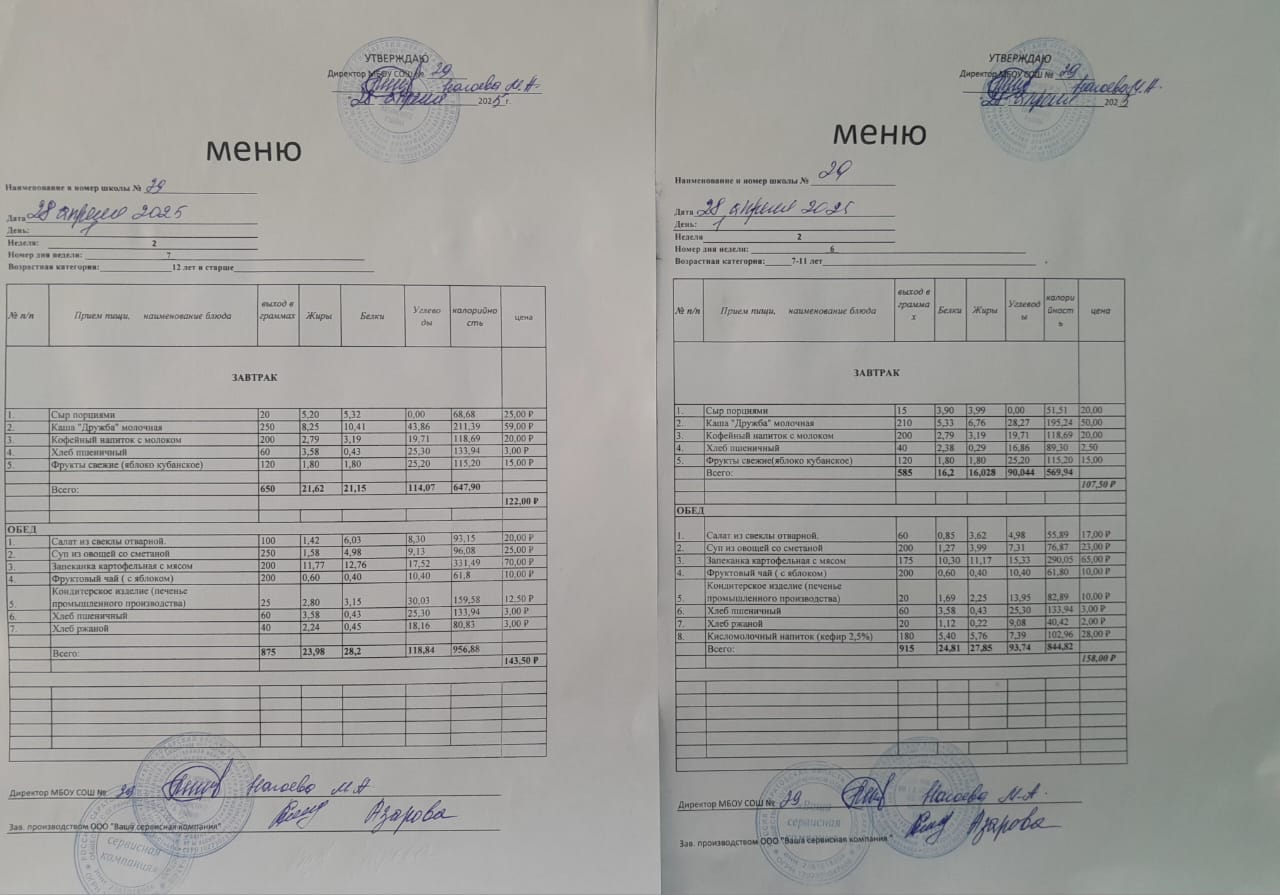 УТВЕРЖДАЮ
Директор МБОУ СОШ № 29
Нагоева М.А.
"28 апреля 2025 г.
меню
Наименование и номер школы № 29
Дата 28 апреля 2025
День: 1
Неделя: 2
Номер дня недели: 7
Возрастная категория: 12 лет и старше
№ п/п Прием пищи, наименование блюда выход в граммах Жиры Белки Углеводы калорийность цена
ЗАВТРАК
1. Сыр порциями 20 5,20 5,32 0,00 68,68 25,00 ₽
2. Каша "Дружба" молочная 250 8,25 10,41 43,86 211,39 59,00 ₽
3. Кофейный напиток с молоком 200 2,79 3,19 19,71 118,69 20,00 ₽
4. Хлеб пшеничный 60 3,58 0,43 25,30 133,94 3,00 ₽
5. Фрукты свежие (яблоко кубанское) 120 1,80 1,80 25,20 115,20 15,00 ₽
Всего: 650 21,62 21,15 114,07 647,90
122,00 ₽
ОБЕД
1. Салат из свеклы отварной. 100 1,42 6,03 8,30 93,15 20,00 ₽
2. Суп из овощей со сметаной 250 1,58 4,98 9,13 96,08 25,00 ₽
3. Запеканка картофельная с мясом 200 11,77 12,76 17,52 331,49 70,00 ₽
4. Фруктовый чай ( с яблоком) 200 0,60 0,40 10,40 61,8 10,00 ₽
5. Кондитерское изделие (печенье промышленного производства) 25 2,80 3,15 30,03 159,58 12,50 ₽
6. Хлеб пшеничный 60 3,58 0,43 25,30 133,94 3,00 ₽
7. Хлеб ржаной 40 2,24 0,45 18,16 80,83 3,00 ₽
Всего: 875 23,98 28,2 118,84 956,88
143,50 ₽
Директор МБОУ СОШ № 29 Нагоева М.А
Зав. производством ООО "Ваша сервисная компания" Азарова
сервисная
компания»
УТВЕРЖДАЮ
Директор МБОУ СОШ № 29
Нагоева М.А.
"28 апреля 2025
меню
Наименование и номер школы № 29
Дата 28 апреля 2025
День: 1
Неделя 2
Номер дня недели: 6
Возрастная категория: 7-11 лет
№ п/п Прием пищи, наименование блюда выход в граммах Белки Жиры Углеводы калорийность цена
ЗАВТРАК
1. Сыр порциями 15 3,90 3,99 0,00 51,51 20,00
2. Каша "Дружба" молочная 210 5,33 6,76 28,27 195,24 50,00
3. Кофейный напиток с молоком 200 2,79 3,19 19,71 118,69 20,00
4. Хлеб пшеничный 40 2,38 0,29 16,86 89,30 2,50
5. Фрукты свежие(яблоко кубанское) 120 1,80 1,80 25,20 115,20 15,00
Всего: 585 16,2 16,028 90,044 569,94
107,50 ₽
ОБЕД
1. Салат из свеклы отварной. 60 0,85 3,62 4,98 55,89 17,00 ₽
2. Суп из овощей со сметаной 200 1,27 3,99 7,31 76,87 23,00 ₽
3. Запеканка картофельная с мясом 175 10,30 11,17 15,33 290,05 65,00 ₽
4. Фруктовый чай ( с яблоком) 200 0,60 0,40 10,40 61,80 10,00 ₽
5. Кондитерское изделие (печенье промышленного производства) 20 1,69 2,25 13,95 82,89 10,00 ₽
6. Хлеб пшеничный 60 3,58 0,43 25,30 133,94 3,00 ₽
7. Хлеб ржаной 20 1,12 0,22 9,08 40,42 2,00 ₽
8. Кисломолочный напиток (кефир 2,5%) 180 5,40 5,76 7,39 102,96 28,00 ₽
Всего: 915 24,81 27,85 93,74 844,82
158,00 ₽
Директор МБОУ СОШ № 29 Нагоева М.А.
Зав. производством ООО "Ваша сервисная компания" Азарова
Ваша
сервисная